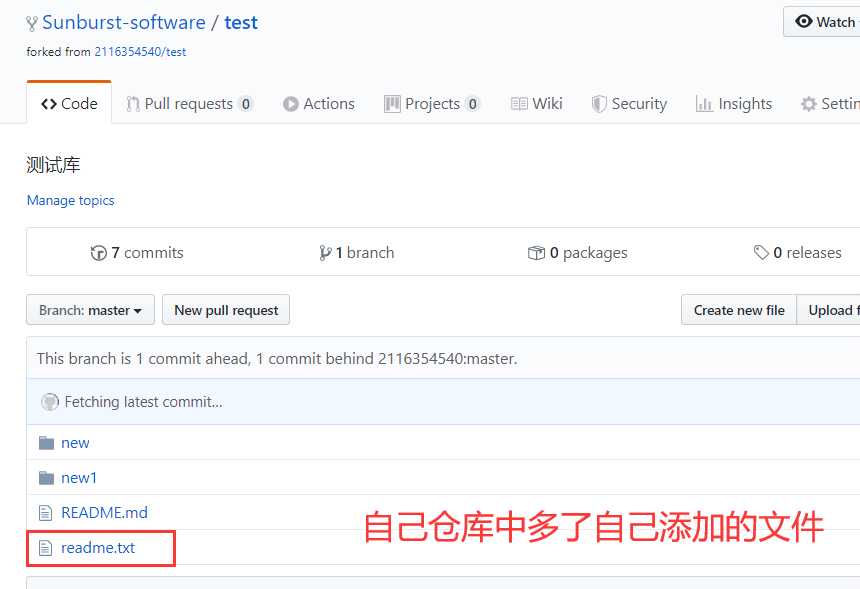 Sunburst-software / test
Watch
forked from 2116354540/test
Code Pull requests 0 Actions Projects 0 Wiki Security Insights Settin
测试库
Manage topics
7 commits 1 branch 0 packages 0 releases
Branch: master New pull request Create new file Upload f
This branch is 1 commit ahead, 1 commit behind 2116354540:master.
Fetching latest commit...
new
new1
README.md
自己仓库中多了自己添加的文件
readme.txt